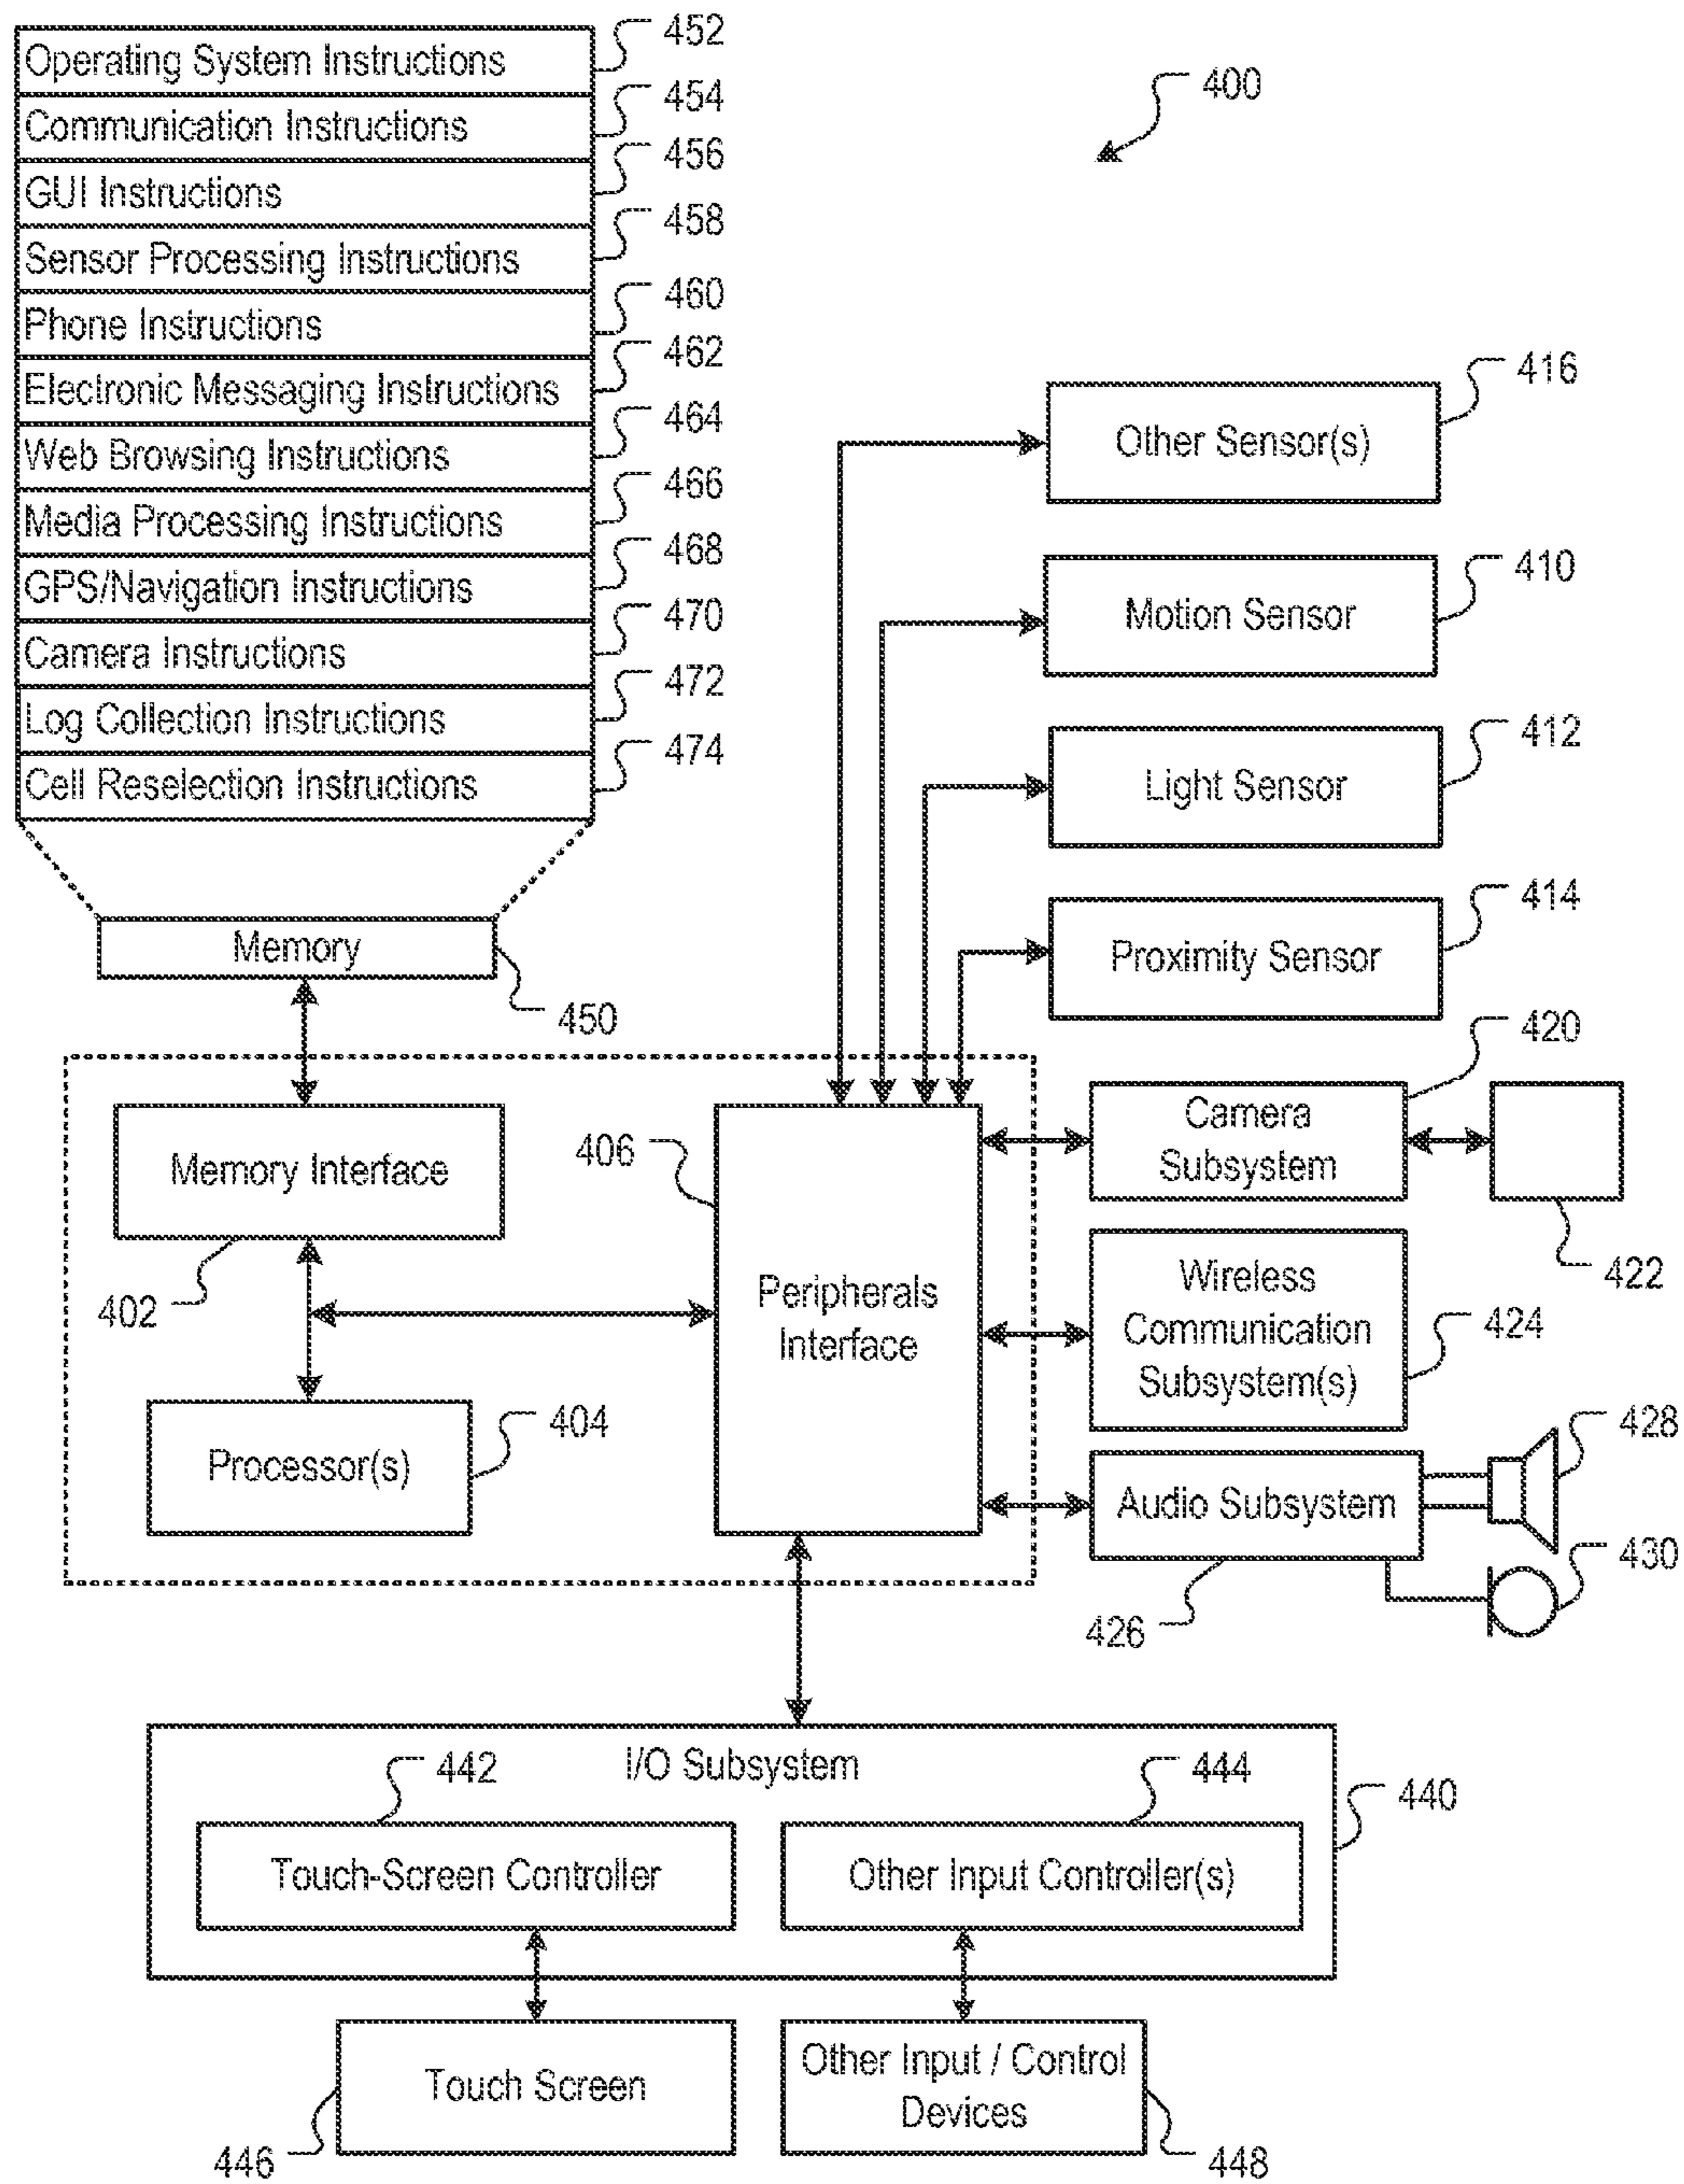 452
Operating System Instructions
454
Communication Instructions
456
GUI Instructions
458
Sensor Processing Instructions
460
Phone Instructions
462
Electronic Messaging Instructions
464
Web Browsing Instructions
466
Media Processing Instructions
468
GPS/Navigation Instructions
470
Camera Instructions
472
Log Collection Instructions
474
Cell Reselection Instructions
Memory
450
400
416
Other Sensor(s)
410
Motion Sensor
412
Light Sensor
414
Proximity Sensor
420
Camera
Subsystem
422
Memory Interface
402
406
Peripherals
Interface
Wireless
Communication
Subsystem(s)
424
Processor(s)
404
Audio Subsystem
428
430
426
I/O Subsystem
442
444
440
Touch-Screen Controller
Other Input Controller(s)
Touch Screen
446
Other Input / Control
Devices
448